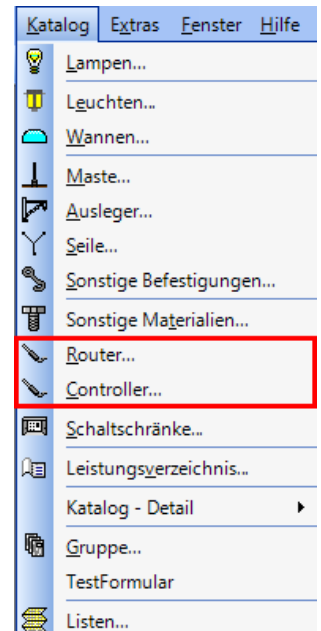 Katalog Extras Fenster Hilfe
Lampen...
Leuchten...
Wannen...
Maste...
Ausleger...
Seile...
Sonstige Befestigungen...
Sonstige Materialien...
Router...
Controller...
Schaltschränke...
Leistungsverzeichnis...
Katalog - Detail
Gruppe...
TestFormular
Listen...